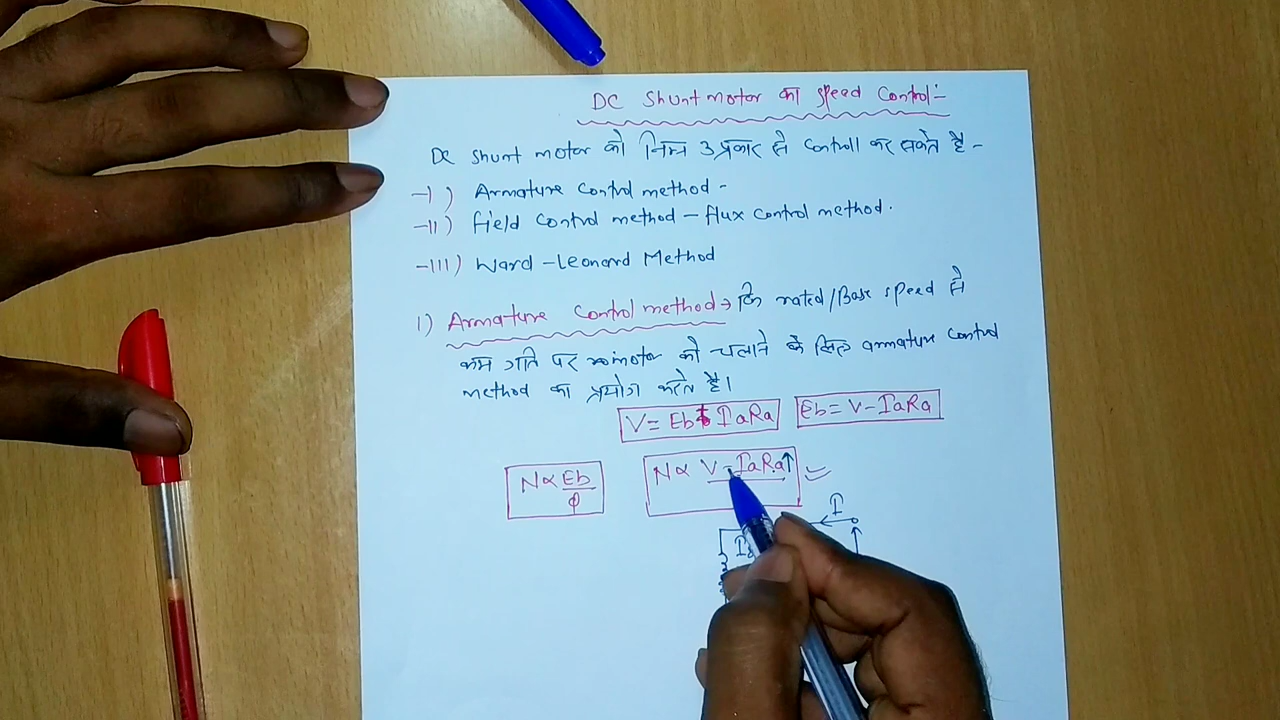 DC Shunt motor का speed control:-
DC Shunt motor को निम्न 3 प्रकार से controll कर सकते है -
-I) Armature Control method -
-II) field Control method - flux control method.
-III) Ward-Leonard Method
1) Armature Control method → कि rated/Base speed से
कम गति पर motor को चलाने के लिए armature control
method का प्रयोग करते है।
V = Eb + IaRa Eb = V - IaRa
N ∝ Eb/ϕ N ∝ V - IaRa↑
I